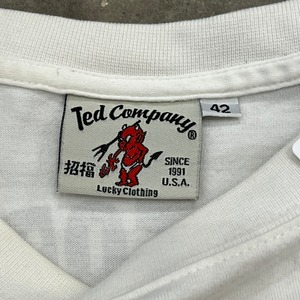 Ted Company®
42
招福
SINCE
1991
U.S.A.
Lucky Clothing